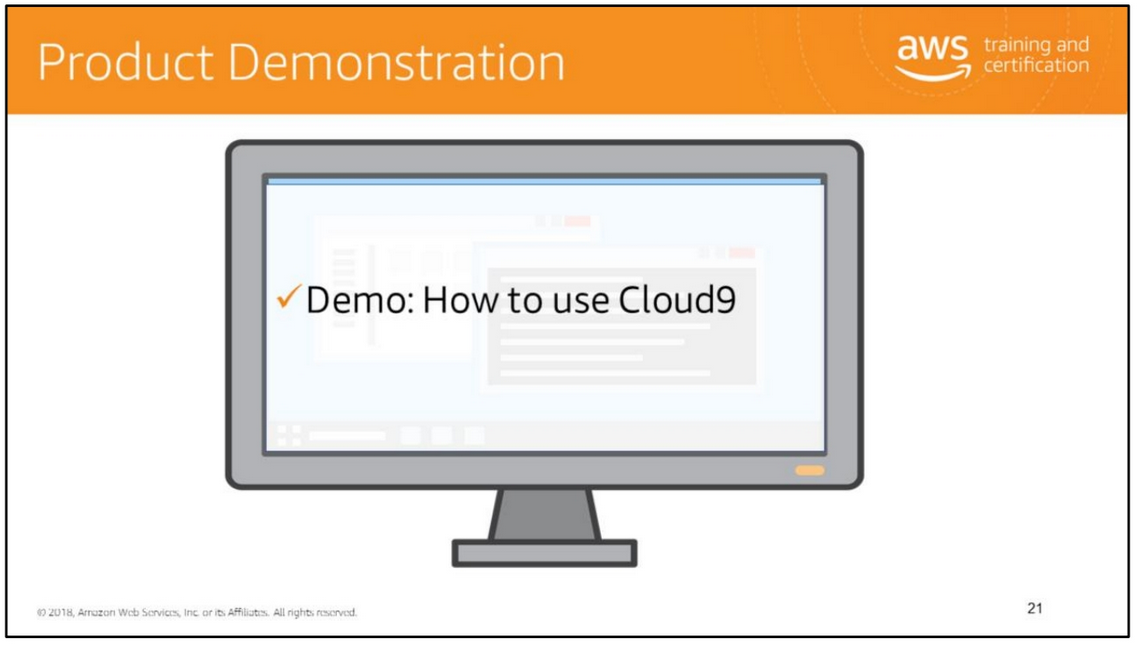 Product Demonstration
aws training and
certification
✓Demo: How to use Cloud9
© 2018, Amazon Web Services, Inc. or its Affiliates. All rights reserved.
21